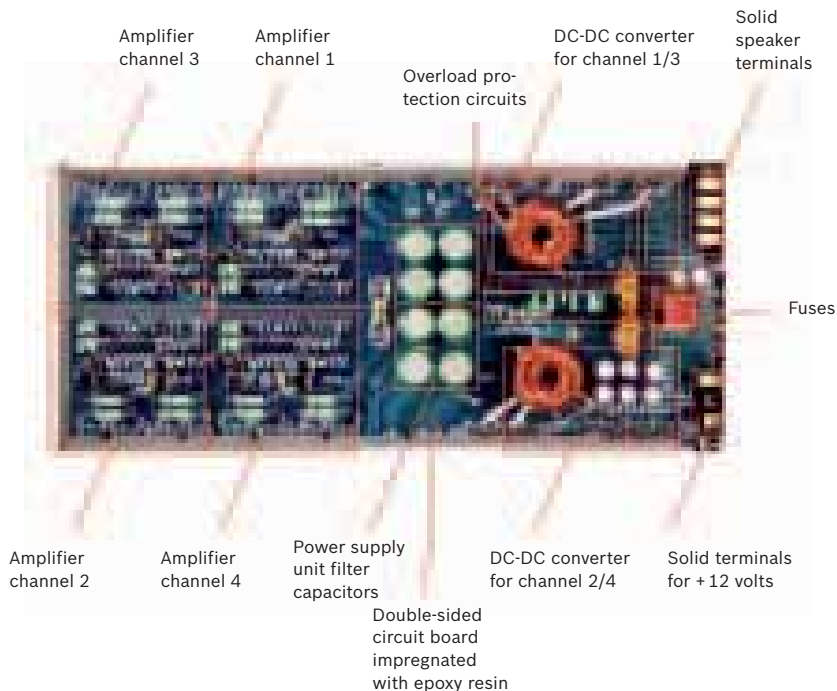 Amplifier
channel 3
Amplifier
channel 1
Overload pro-
tection circuits
DC-DC converter
for channel 1/3
Solid
speaker
terminals
Fuses
Amplifier
channel 2
Amplifier
channel 4
Power supply
unit filter
capacitors
Double-sided
circuit board
impregnated
with epoxy resin
DC-DC converter
for channel 2/4
Solid terminals
for +12 volts